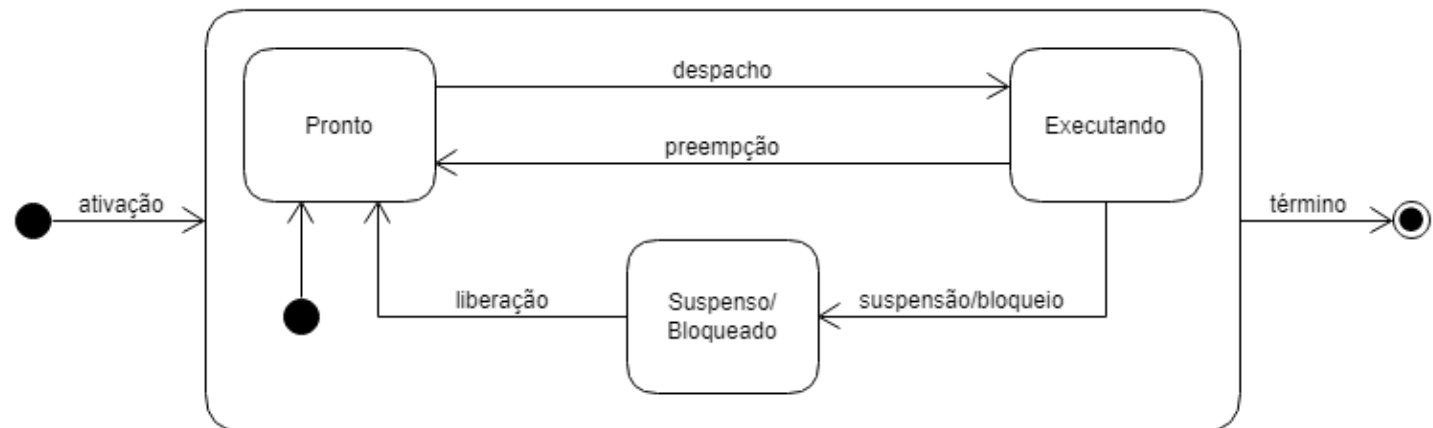 despacho
Pronto
Executando
preempção
ativação
término
liberação
Suspenso/
Bloqueado
suspensão/bloqueio